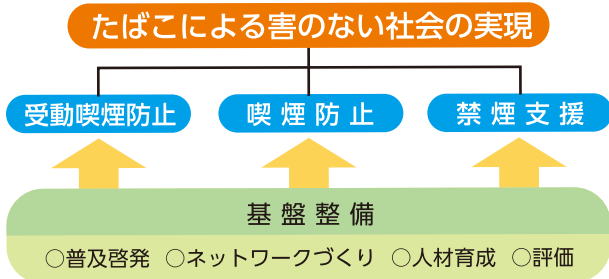 たばこによる害のない社会の実現
受動喫煙防止 喫煙防止 禁煙支援
基盤整備
○普及啓発 ○ネットワークづくり ○人材育成 ○評価